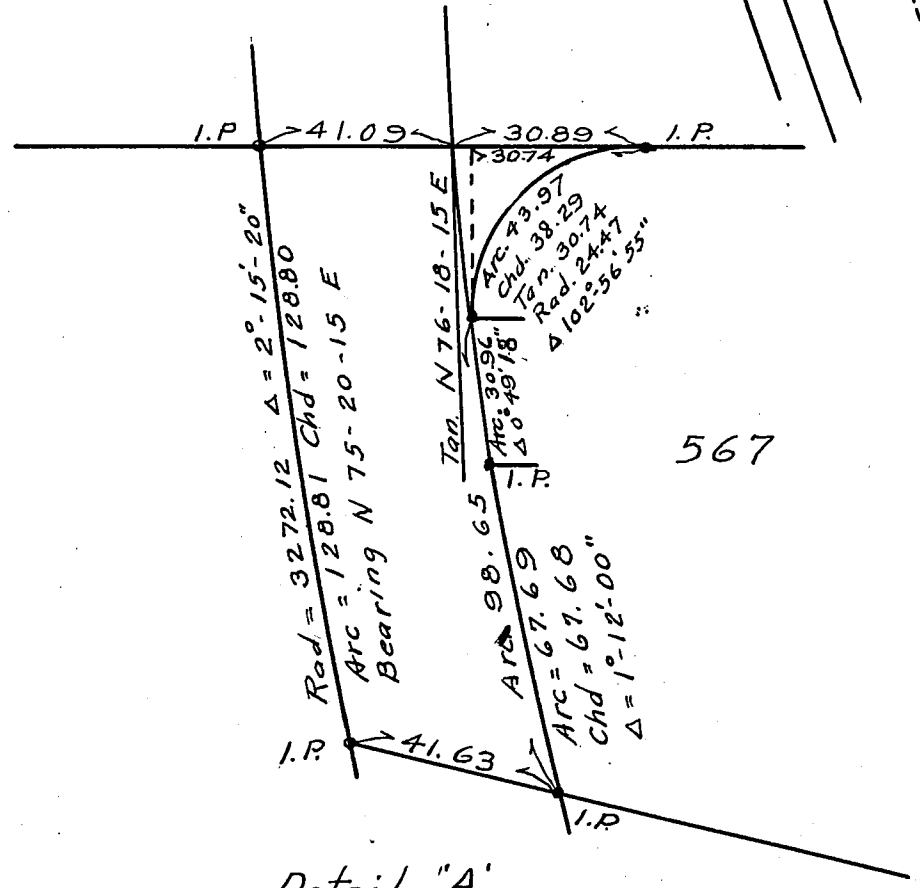 I.P 41.09 30.89 I.P.
30.74
Arc. 43.97
Chd. 38.29
Tan. 30.74
Rad. 24.47
Δ 102°-56'55"
Tan. N 76-18-15 E
Δ = 2°-15'-20"
Rad = 3272.12
Arc = 128.81 Chd = 128.80
Bearing N 75-20-15 E
Arc. 30.96
Δ 0°49'18"
I.P.
567
Arc 98.65
Arc = 67.69
Arc = 67.68
Chd = 67.68
Δ = 1°-12'-00"
I.P. 41.63
I.P.
Detail "A"